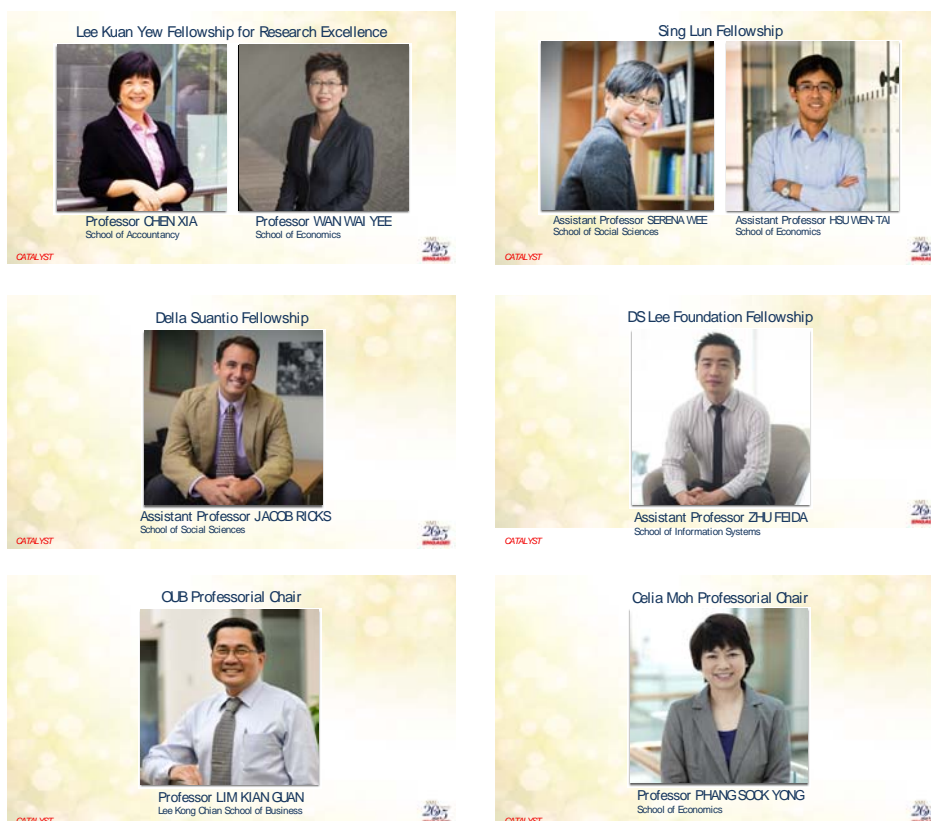 Lee Kuan Yew Fellowship for Research Excellence
Professor CHEN XIA
School of Accountancy
Professor WAN WAI YEE
School of Economics
CATALYST
Sing Lun Fellowship
Assistant Professor SERENA WEE
School of Social Sciences
Assistant Professor HSU WEN-TAI
School of Economics
CATALYST
Della Suantio Fellowship
Assistant Professor JACOB RICKS
School of Social Sciences
CATALYST
DS Lee Foundation Fellowship
Assistant Professor ZHU FEIDA
School of Information Systems
CATALYST
OUB Professorial Chair
Professor LIM KIAN GUAN
Lee Kong Chian School of Business
CATALYST
Celia Moh Professorial Chair
Professor PHANG SOCK YONG
School of Economics
CATALYST